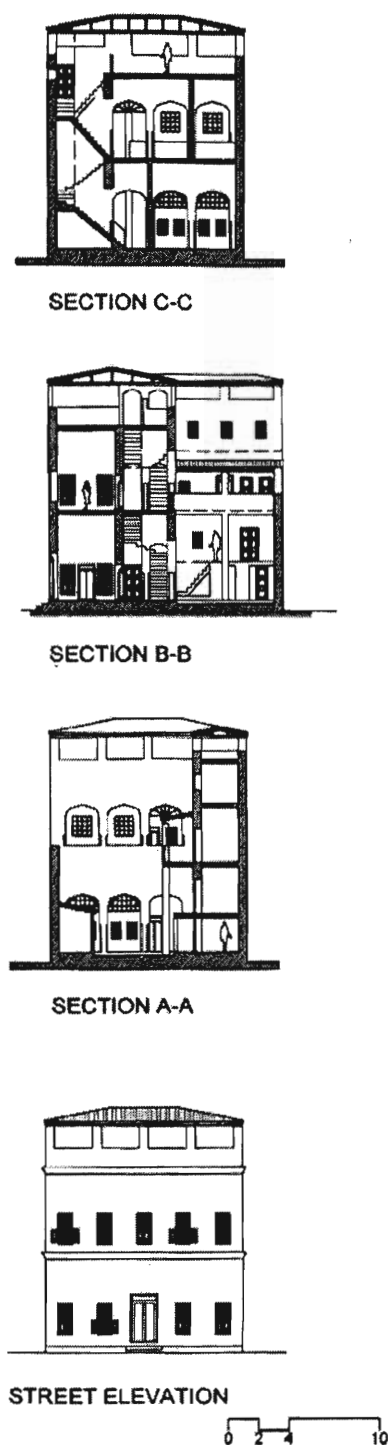 SECTION C-C
SECTION B-B
SECTION A-A
STREET ELEVATION
0 2 4 10